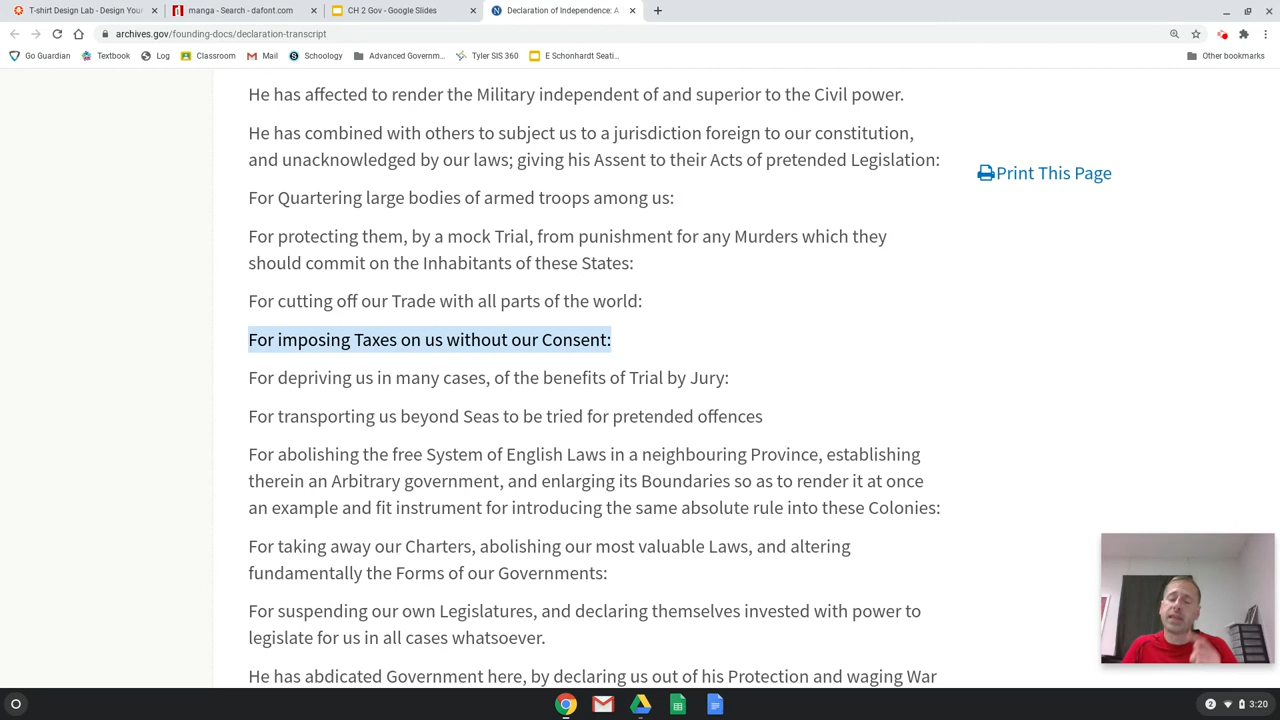 T-shirt Design Lab - Design Your
manga - Search - dafont.com
CH 2 Gov - Google Slides
Declaration of Independence: A
archives.gov/founding-docs/declaration-transcript
Go Guardian
Textbook
Log
Classroom
Mail
Schoology
Advanced Governm...
Tyler SIS 360
E Schonhardt Seati...
Other bookmarks
He has affected to render the Military independent of and superior to the Civil power.
He has combined with others to subject us to a jurisdiction foreign to our constitution,
and unacknowledged by our laws; giving his Assent to their Acts of pretended Legislation:
Print This Page
For Quartering large bodies of armed troops among us:
For protecting them, by a mock Trial, from punishment for any Murders which they
should commit on the Inhabitants of these States:
For cutting off our Trade with all parts of the world:
For imposing Taxes on us without our Consent:
For depriving us in many cases, of the benefits of Trial by Jury:
For transporting us beyond Seas to be tried for pretended offences
For abolishing the free System of English Laws in a neighbouring Province, establishing
therein an Arbitrary government, and enlarging its Boundaries so as to render it at once
an example and fit instrument for introducing the same absolute rule into these Colonies:
For taking away our Charters, abolishing our most valuable Laws, and altering
fundamentally the Forms of our Governments:
For suspending our own Legislatures, and declaring themselves invested with power to
legislate for us in all cases whatsoever.
He has abdicated Government here, by declaring us out of his Protection and waging War
2
3:20